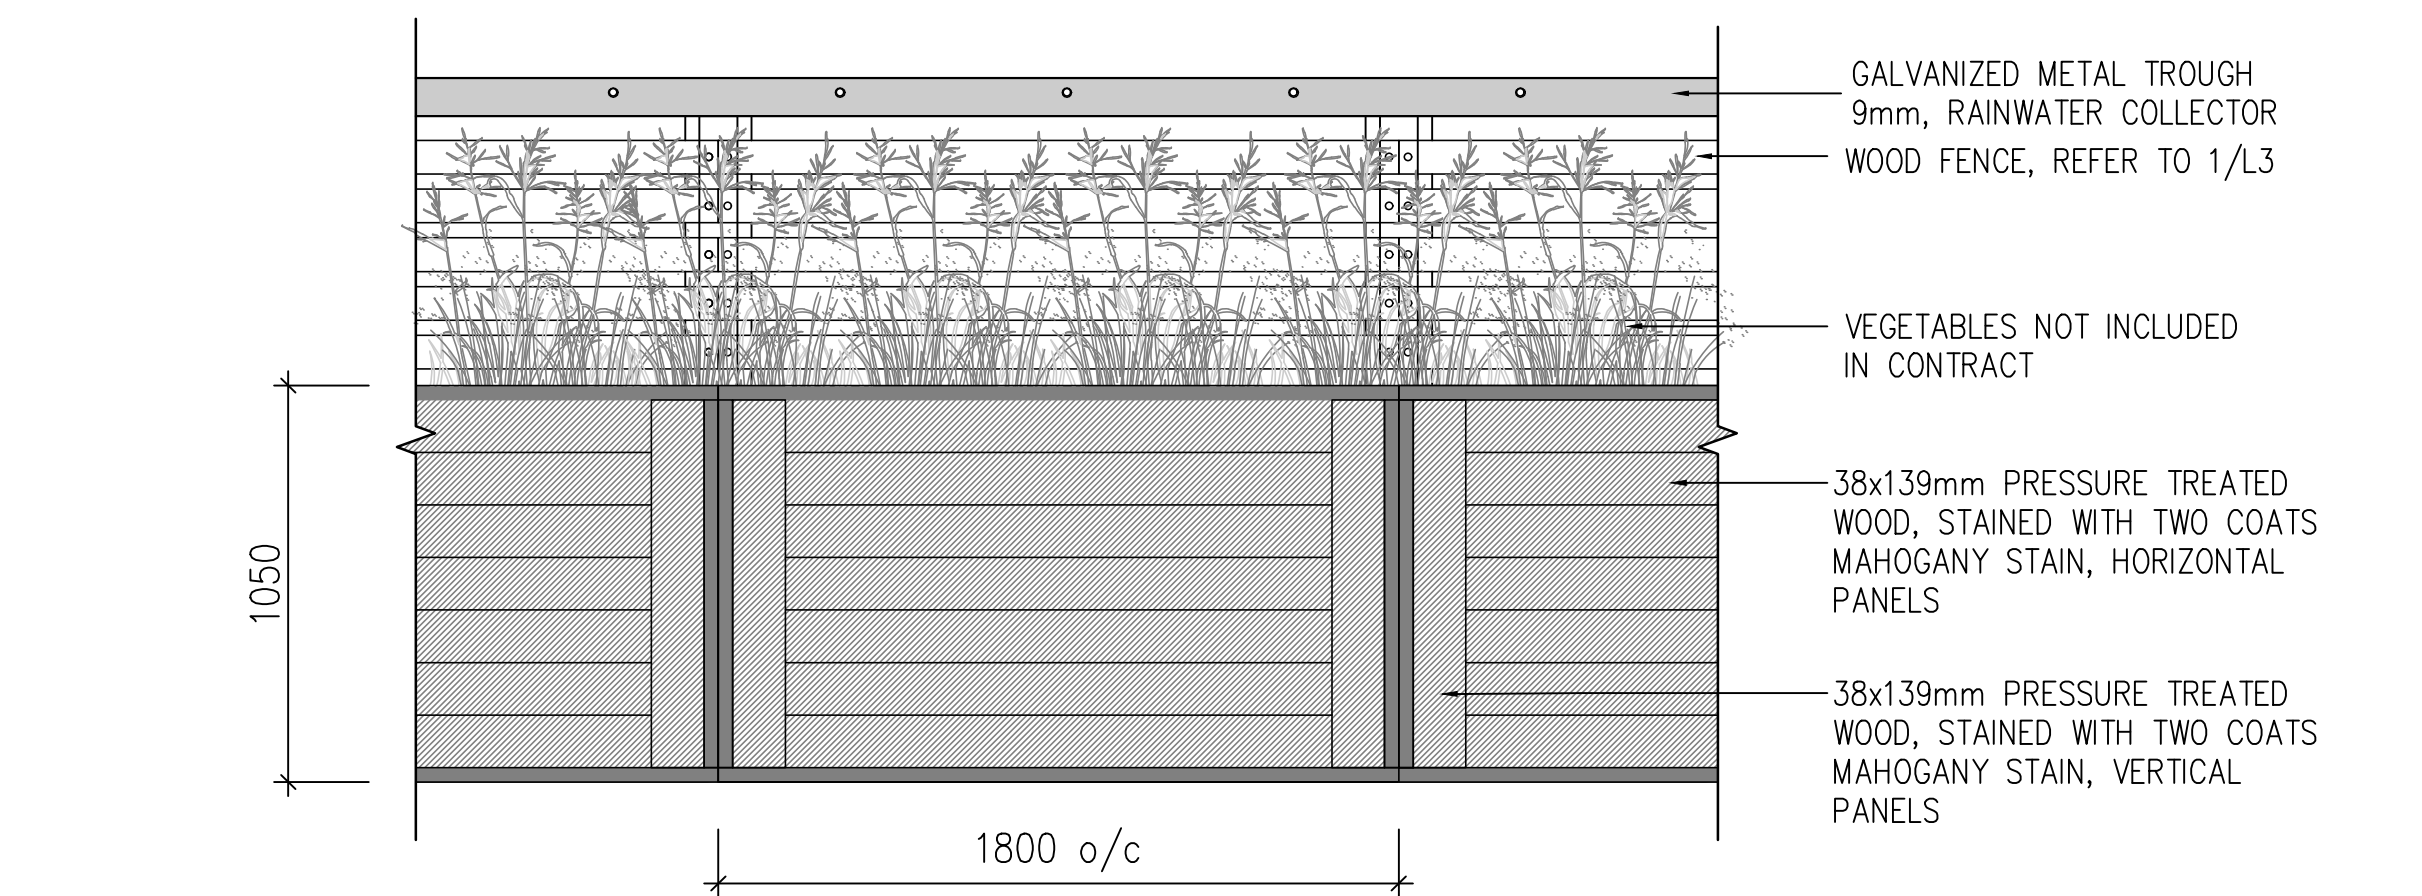 GALVANIZED METAL TROUGH
9mm, RAINWATER COLLECTOR
WOOD FENCE, REFER TO 1/L3
VEGETABLES NOT INCLUDED
IN CONTRACT
38x139mm PRESSURE TREATED
WOOD, STAINED WITH TWO COATS
MAHOGANY STAIN, HORIZONTAL
PANELS
1050
38x139mm PRESSURE TREATED
WOOD, STAINED WITH TWO COATS
MAHOGANY STAIN, VERTICAL
PANELS
1800 o/c